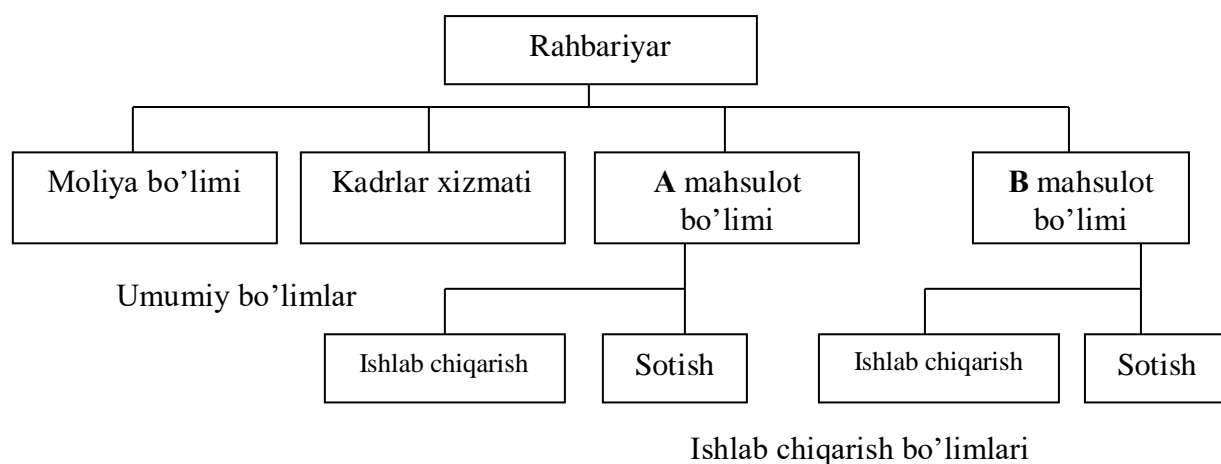 Rahbariyar
Moliya bo’limi
Kadrlar xizmati
A mahsulot
bo’limi
B mahsulot
bo’limi
Umumiy bo’limlar
Ishlab chiqarish
Sotish
Ishlab chiqarish
Sotish
Ishlab chiqarish bo’limlari